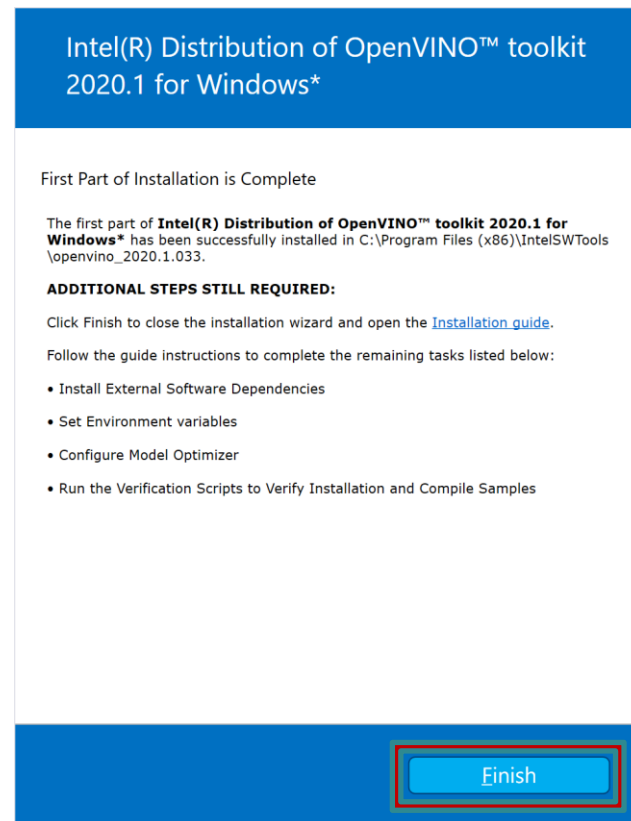 Intel(R) Distribution of OpenVINO™ toolkit
2020.1 for Windows*
First Part of Installation is Complete
The first part of Intel(R) Distribution of OpenVINO™ toolkit 2020.1 for
Windows* has been successfully installed in C:\Program Files (x86)\IntelSWTools
\openvino_2020.1.033.
ADDITIONAL STEPS STILL REQUIRED:
Click Finish to close the installation wizard and open the Installation guide.
Follow the guide instructions to complete the remaining tasks listed below:
• Install External Software Dependencies
• Set Environment variables
• Configure Model Optimizer
• Run the Verification Scripts to Verify Installation and Compile Samples
Finish